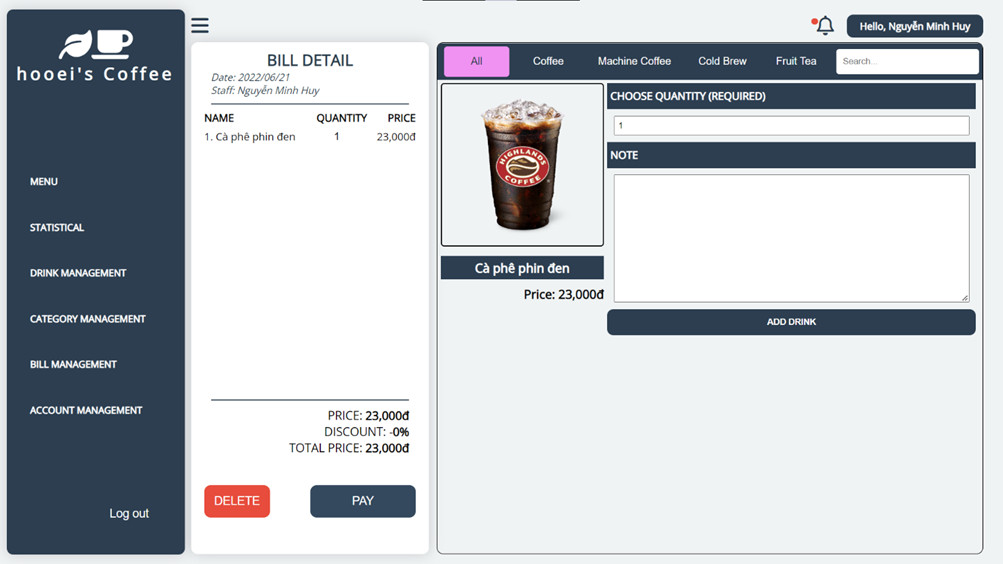 hooei's Coffee
MENU
STATISTICAL
DRINK MANAGEMENT
CATEGORY MANAGEMENT
BILL MANAGEMENT
ACCOUNT MANAGEMENT
Log out
BILL DETAIL
Date: 2022/06/21
Staff: Nguyễn Minh Huy
NAME QUANTITY PRICE
1. Cà phê phin đen 1 23,000đ
PRICE: 23,000đ
DISCOUNT: -0%
TOTAL PRICE: 23,000đ
DELETE PAY
Hello, Nguyễn Minh Huy
All Coffee Machine Coffee Cold Brew Fruit Tea Search...
HIGHLANDS
COFFEE
Cà phê phin đen
Price: 23,000đ
CHOOSE QUANTITY (REQUIRED)
1
NOTE
ADD DRINK